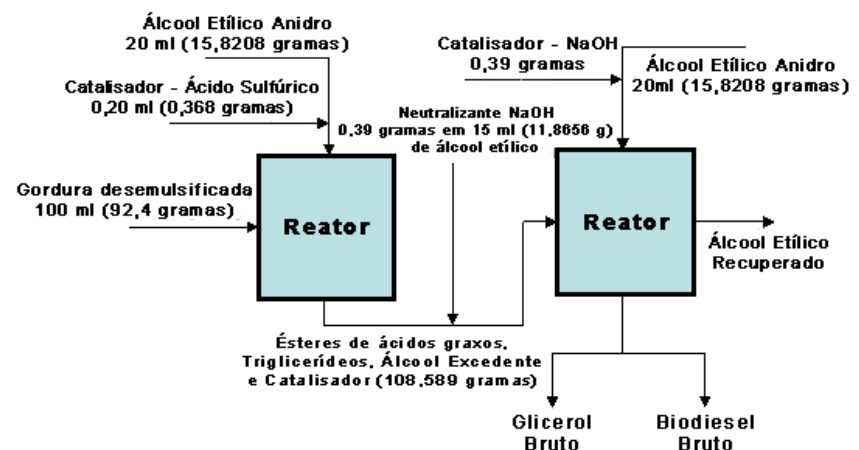 Álcool Etílico Anidro
20 ml (15,8208 gramas)
Catalisador - Ácido Sulfúrico
0,20 ml (0,368 gramas)
Gordura desemulsificada
100 ml (92,4 gramas)
Reator
Neutralizante NaOH
0,39 gramas em 15 ml (11,8656 g)
de álcool etílico
Catalisador - NaOH
0,39 gramas
Álcool Etílico Anidro
20ml (15,8208 gramas)
Reator
Álcool Etílico
Recuperado
Ésteres de ácidos graxos,
Triglicerídeos, Álcool Excedente
e Catalisador (108,589 gramas)
Glicerol
Bruto
Biodiesel
Bruto